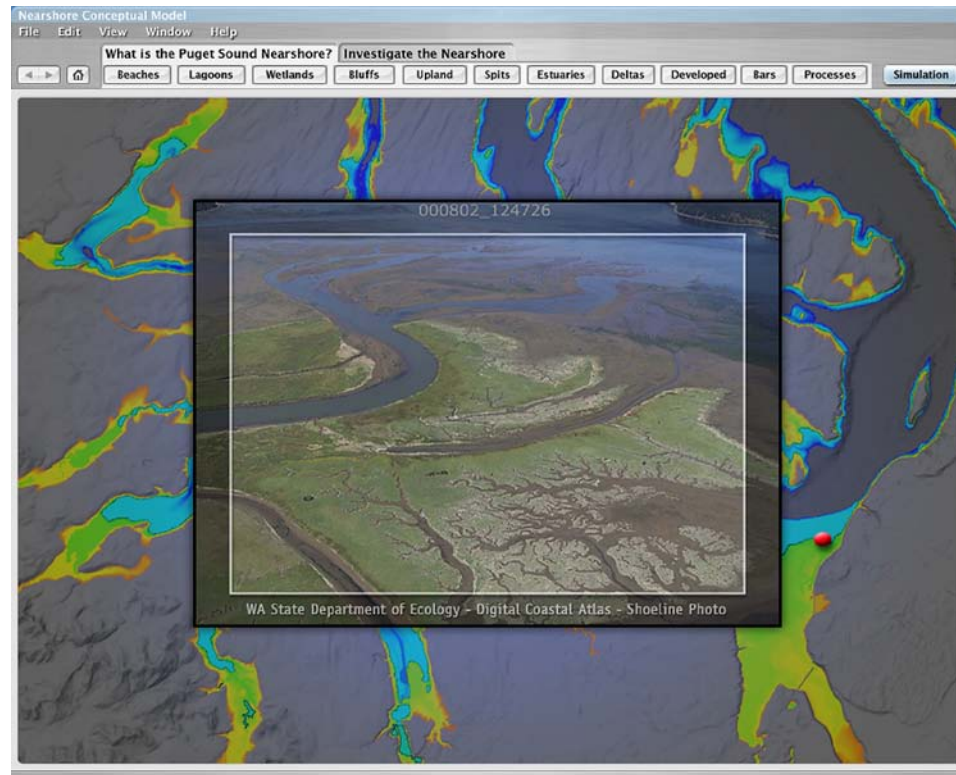 Nearshore Conceptual Model
File Edit View Window Help
What is the Puget Sound Nearshore? Investigate the Nearshore
Beaches Lagoons Wetlands Bluffs Upland Spits Estuaries Deltas Developed Bars Processes Simulation
000802_124726
WA State Department of Ecology - Digital Coastal Atlas - Shoeline Photo